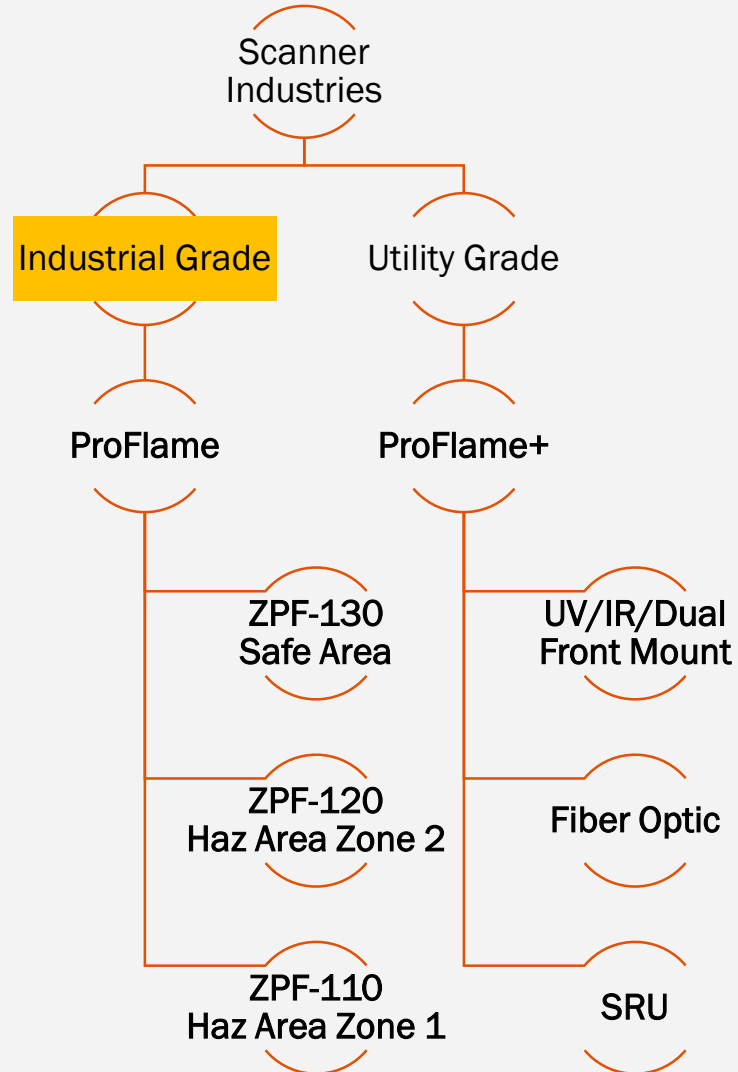 Scanner
Industries
Industrial Grade
Utility Grade
ProFlame
ProFlame+
ZPF-130
Safe Area
UV/IR/Dual
Front Mount
ZPF-120
Haz Area Zone 2
Fiber Optic
ZPF-110
Haz Area Zone 1
SRU